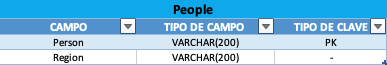 People
CAMPO TIPO DE CAMPO TIPO DE CLAVE
Person VARCHAR(200) PK
Region VARCHAR(200) -